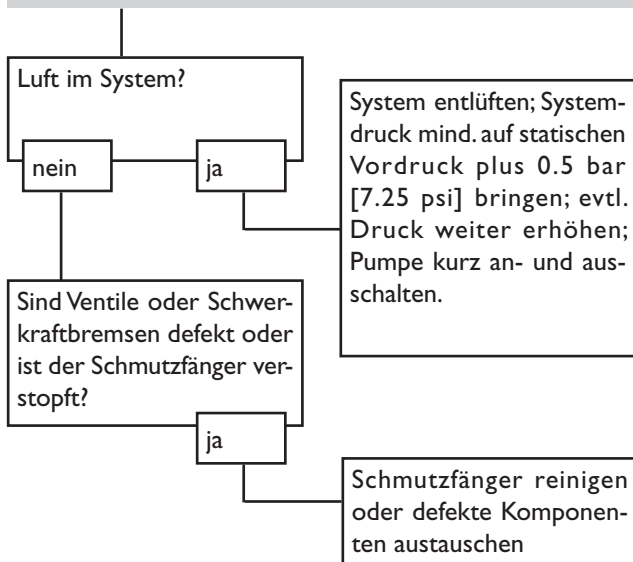 Luft im System?
nein
ja
System entlüften; System-
druck mind. auf statischen
Vordruck plus 0.5 bar
[7.25 psi] bringen; evtl.
Druck weiter erhöhen;
Pumpe kurz an- und aus-
schalten.
Sind Ventile oder Schwer-
kraftbremsen defekt oder
ist der Schmutzfänger ver-
stopft?
ja
Schmutzfänger reinigen
oder defekte Komponen-
ten austauschen